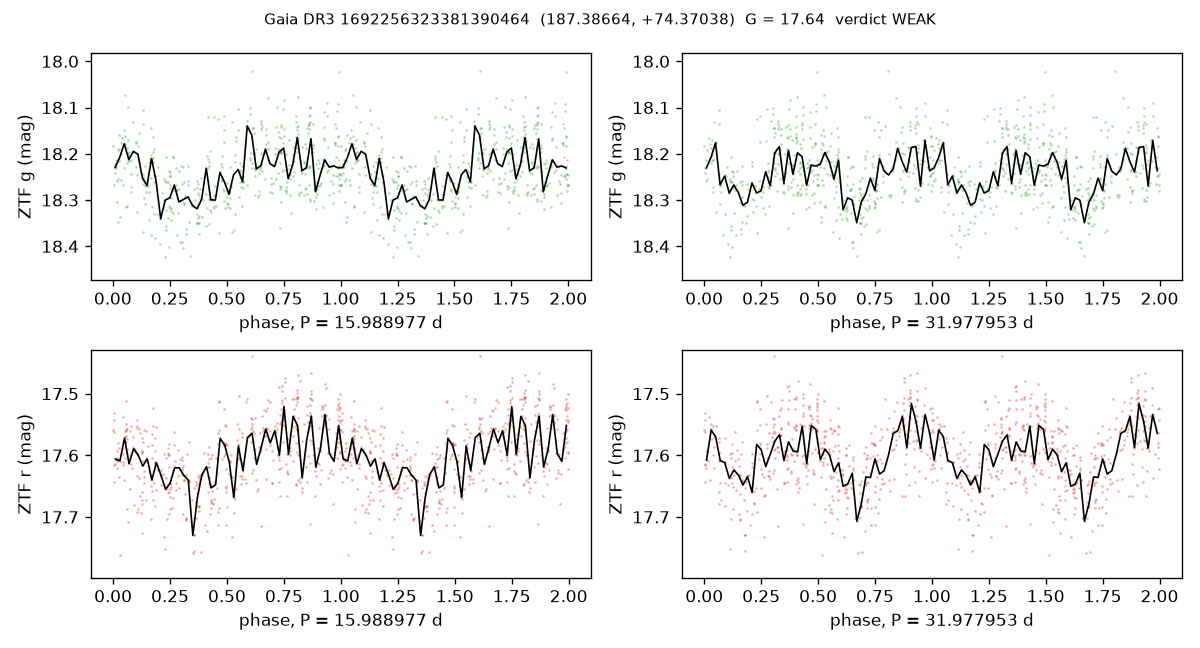 Gaia DR3 1692256323381390464  (187.38664, +74.37038)  G = 17.64  verdict WEAK
ZTF g (mag)
18.0
18.1
18.2
18.3
18.4
0.00 0.25 0.50 0.75 1.00 1.25 1.50 1.75 2.00
phase, P = 15.988977 d
ZTF g (mag)
18.0
18.1
18.2
18.3
18.4
0.00 0.25 0.50 0.75 1.00 1.25 1.50 1.75 2.00
phase, P = 31.977953 d
ZTF r (mag)
17.5
17.6
17.7
0.00 0.25 0.50 0.75 1.00 1.25 1.50 1.75 2.00
phase, P = 15.988977 d
ZTF r (mag)
17.5
17.6
17.7
0.00 0.25 0.50 0.75 1.00 1.25 1.50 1.75 2.00
phase, P = 31.977953 d